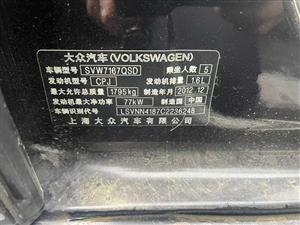 大众汽车(VOLKSWAGEN)
车辆型号 SVW7167QSD 乘坐人数 5
发动机型号 CPJ 发动机排量 1.6L
最大允许总质量 1795kg 制造年月 2012.12
发动机最大净功率 77kW 制造国 中国
车辆识别代号 LSVNN4187C2236248
上海大众汽车有限公司